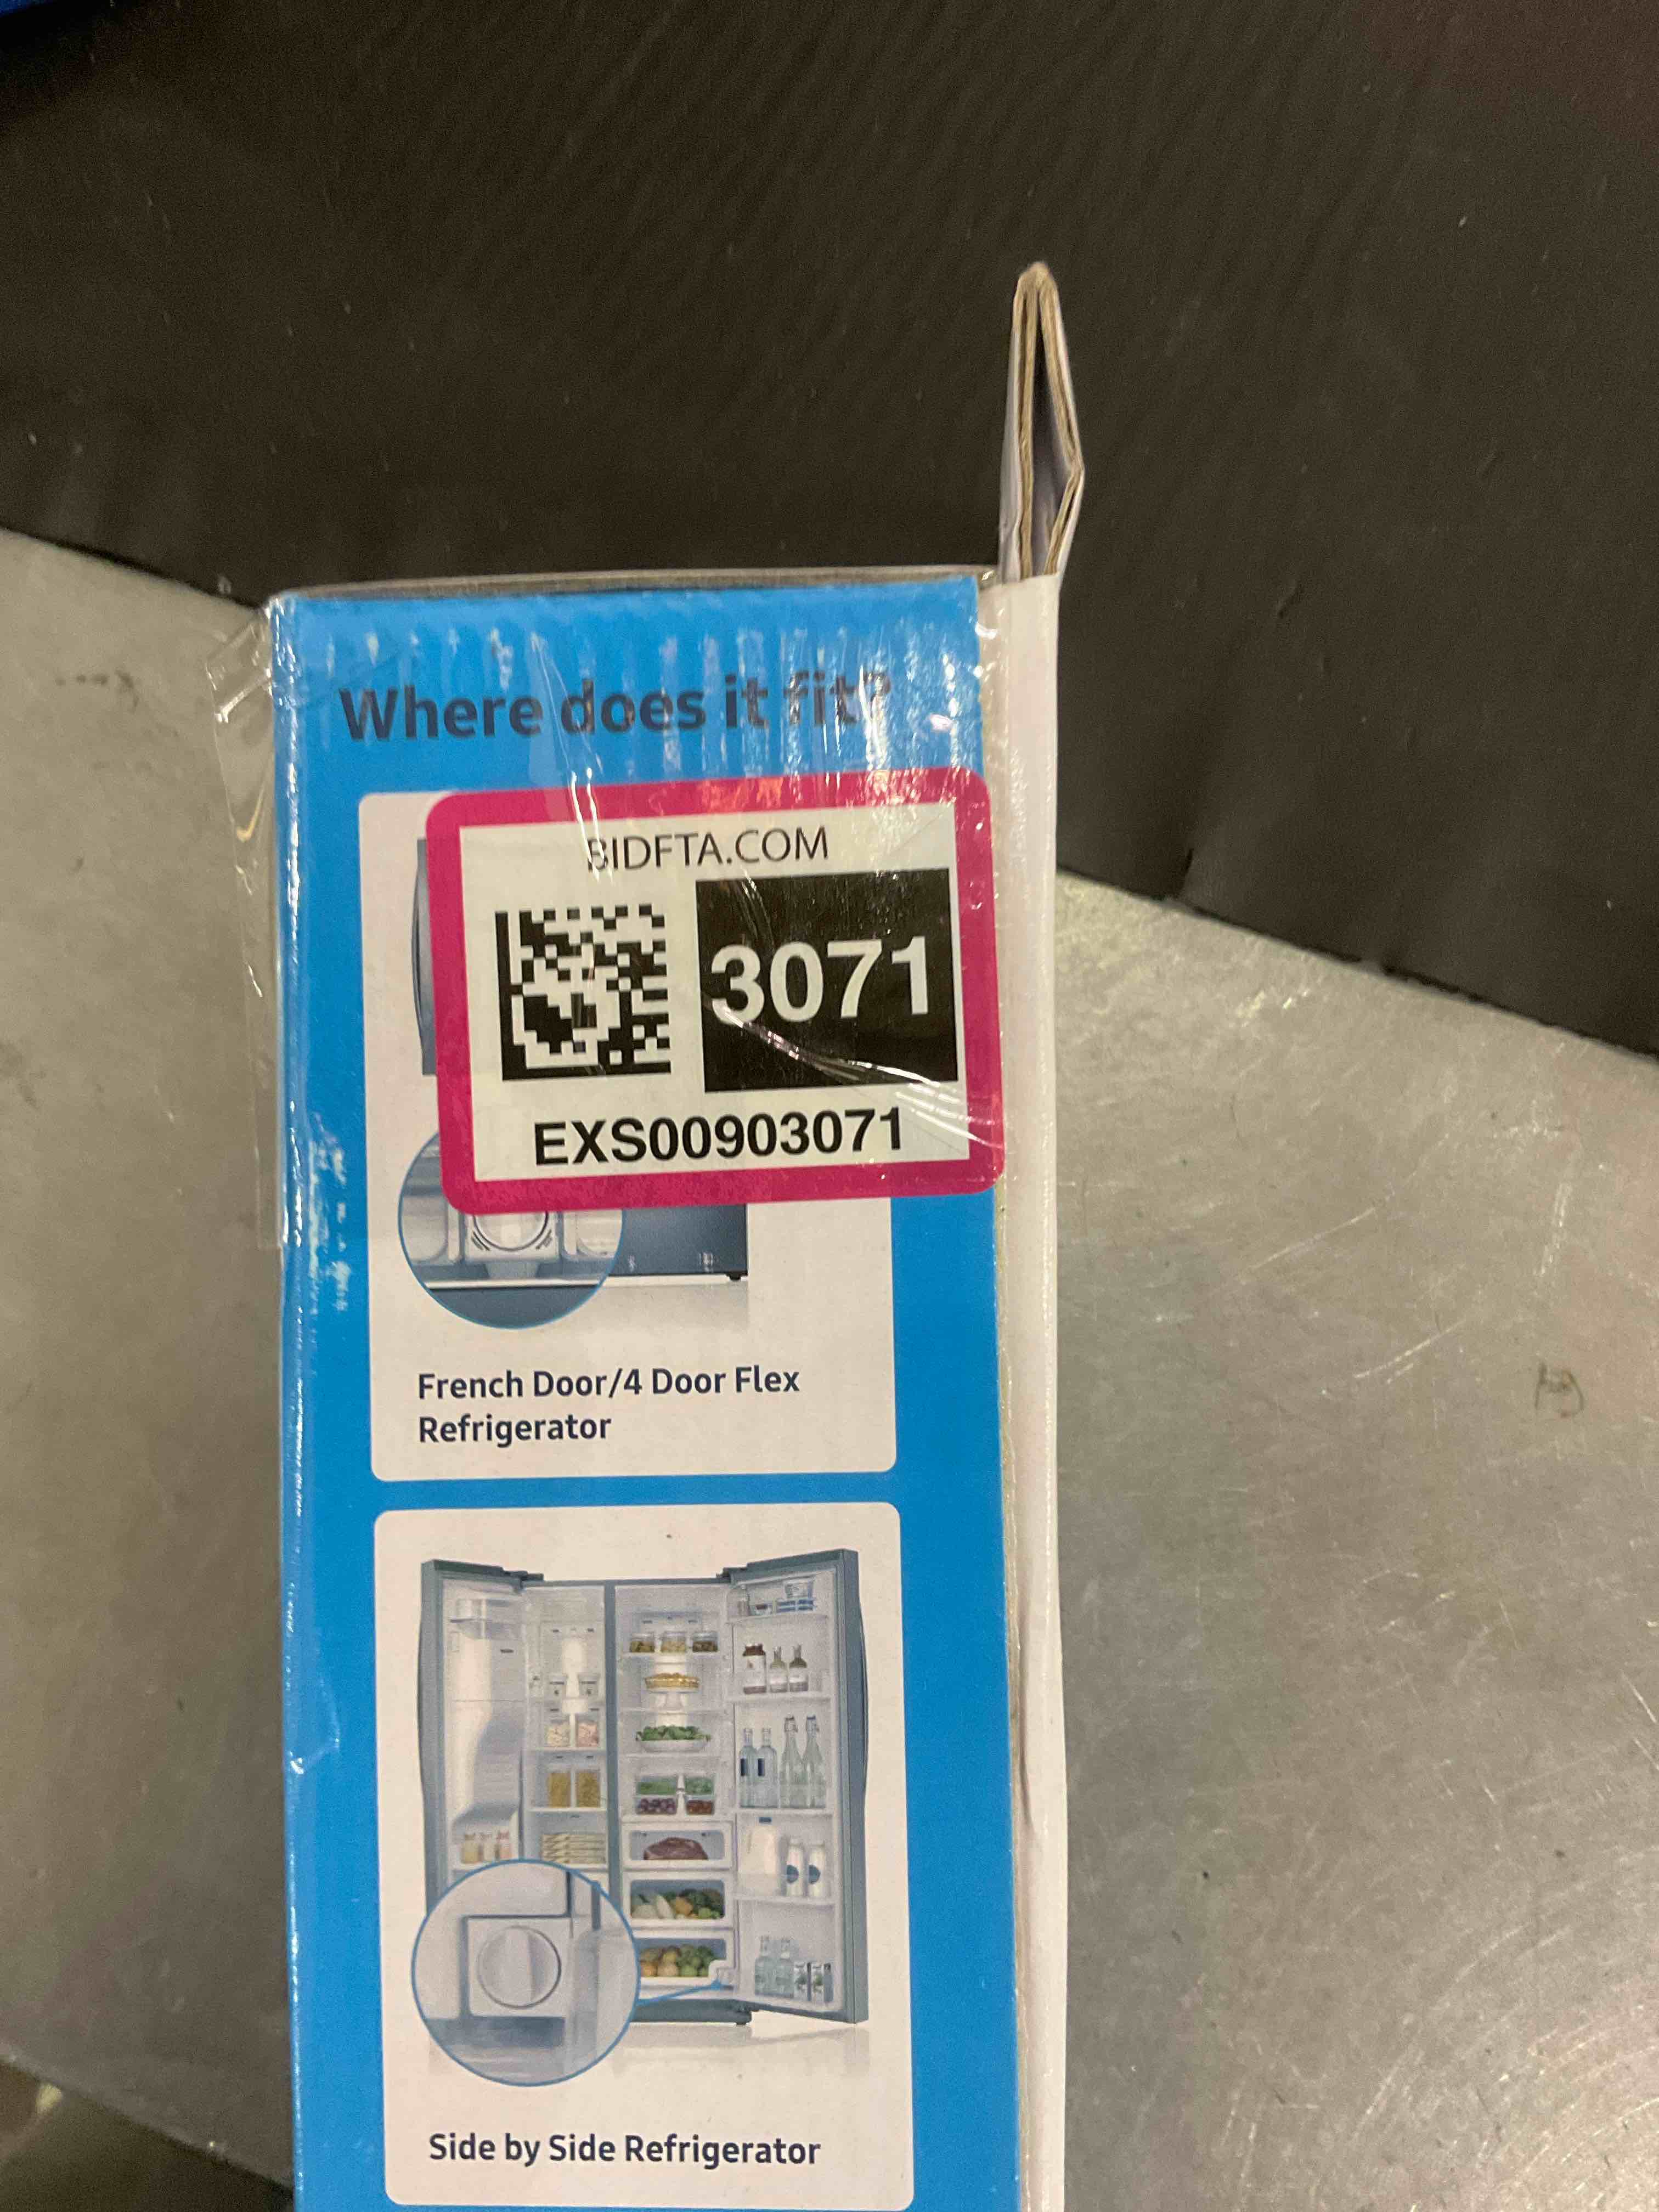 Where does it fit?
BIDFTA.COM
3071
EXS00903071
French Door/4 Door Flex
Refrigerator
Side by Side Refrigerator